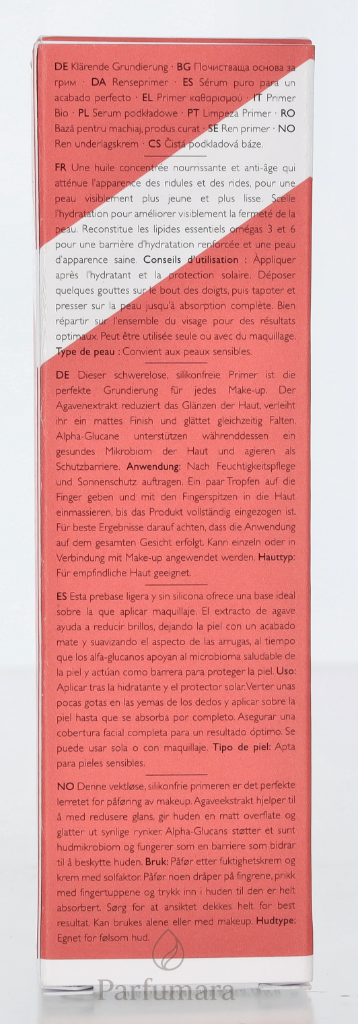 DE Klärende Grundierung · BG Почистваща основа за
грим · DA Renseprimer · ES Sérum puro para un
acabado perfecto · EL Primer καθαρισμού · IT Primer
Bio · PL Serum podkładowe · PT Limpeza Primer · RO
Bază pentru machiaj, produs curat · SE Ren primer · NO
Ren underlagskrem · CS Čistá podkladová báze.
FR Une huile concentrée nourrissante et anti-âge qui
atténue l'apparence des ridules et des rides, pour une
peau visiblement plus jeune et plus lisse. Scelle
l'hydratation pour améliorer visiblement la fermeté de la
peau. Reconstitue les lipides essentiels omégas 3 et 6
pour une barrière d'hydratation renforcée et une peau
d'apparence saine. Conseils d'utilisation : Appliquer
après l'hydratant et la protection solaire. Déposer
quelques gouttes sur le bout des doigts, puis tapoter et
presser sur la peau jusqu'à absorption complète. Bien
répartir sur l'ensemble du visage pour des résultats
optimaux. Peut être utilisée seule ou avec du maquillage.
Type de peau : Convient aux peaux sensibles.
DE Dieser schwerelose, silikonfreie Primer ist die
perfekte Grundierung für jedes Make-up. Der
Agavenextrakt reduziert das Glänzen der Haut, verleiht
ihr ein mattes Finish und glättet gleichzeitig Falten.
Alpha-Glucane unterstützen währenddessen ein
gesundes Mikrobiom der Haut und agieren als
Schutzbarriere. Anwendung: Nach Feuchtigkeitspflege
und Sonnenschutz auftragen. Ein paar Tropfen auf die
Finger geben und mit den Fingerspitzen in die Haut
einmassieren, bis das Produkt vollständig eingezogen ist.
Für beste Ergebnisse darauf achten, dass die Anwendung
auf dem gesamten Gesicht erfolgt. Kann einzeln oder in
Verbindung mit Make-up angewendet werden. Hauttyp:
Für empfindliche Haut geeignet.
ES Esta prebase ligera y sin silicona ofrece una base ideal
sobre la que aplicar maquillaje. El extracto de agave
ayuda a reducir brillos, dejando la piel con un acabado
mate y suavizando el aspecto de las arrugas, al tiempo
que los alfa-glucanos apoyan al microbioma saludable de
la piel y actúan como barrera para proteger la piel. Uso:
Aplicar tras la hidratante y el protector solar. Verter unas
pocas gotas en las yemas de los dedos y aplicar sobre la
piel hasta que se absorba por completo. Asegurar una
cobertura facial completa para un resultado óptimo. Se
puede usar sola o con maquillaje. Tipo de piel: Apta
para pieles sensibles.
NO Denne vektløse, silikonfrie primeren er det perfekte
lerretet for påføring av makeup. Agaveekstrakt hjelper til
å med redusere glans, gir huden en matt overflate og
glatter ut synlige rynker. Alpha-Glucans støtter et sunt
hudmikrobiom og fungerer som en barriere som bidrar
til å beskytte huden. Bruk: Påfør etter fuktighetskrem og
krem med solfaktor. Påfør noen dråper på fingrene, prikk
med fingertuppene og trykk inn i huden til den er helt
absorbert. Sørg for at ansiktet dekkes helt for best
resultat. Kan brukes alene eller med makeup. Hudtype:
Egnet for følsom hud.
Parfumara